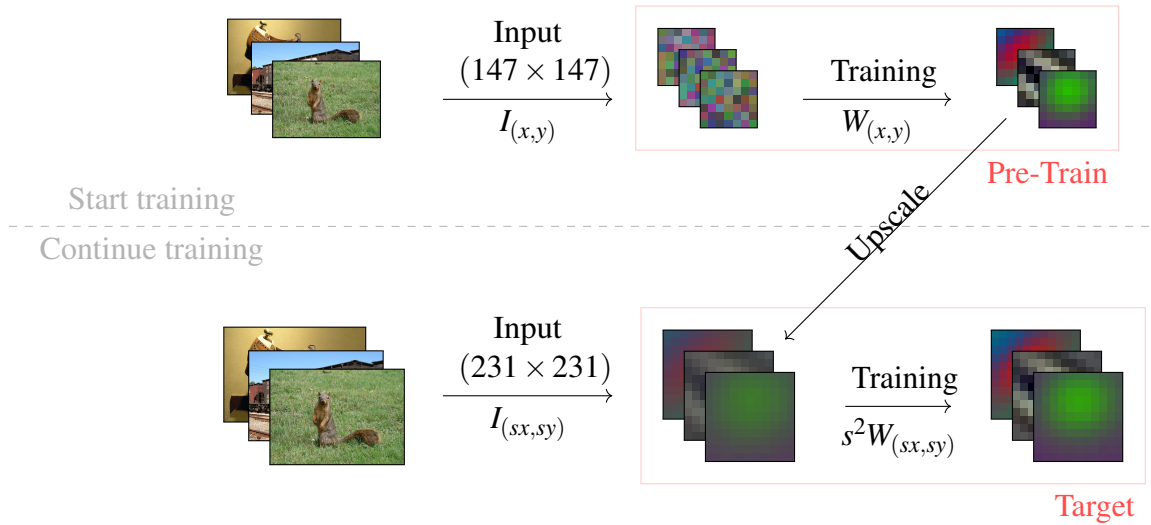 Input
(147 × 147)
I(x,y)
Training
W(x,y)
Pre-Train
Start training
Upscale
Continue training
Input
(231 × 231)
I(sx,sy)
Training
s²W(sx,sy)
Target